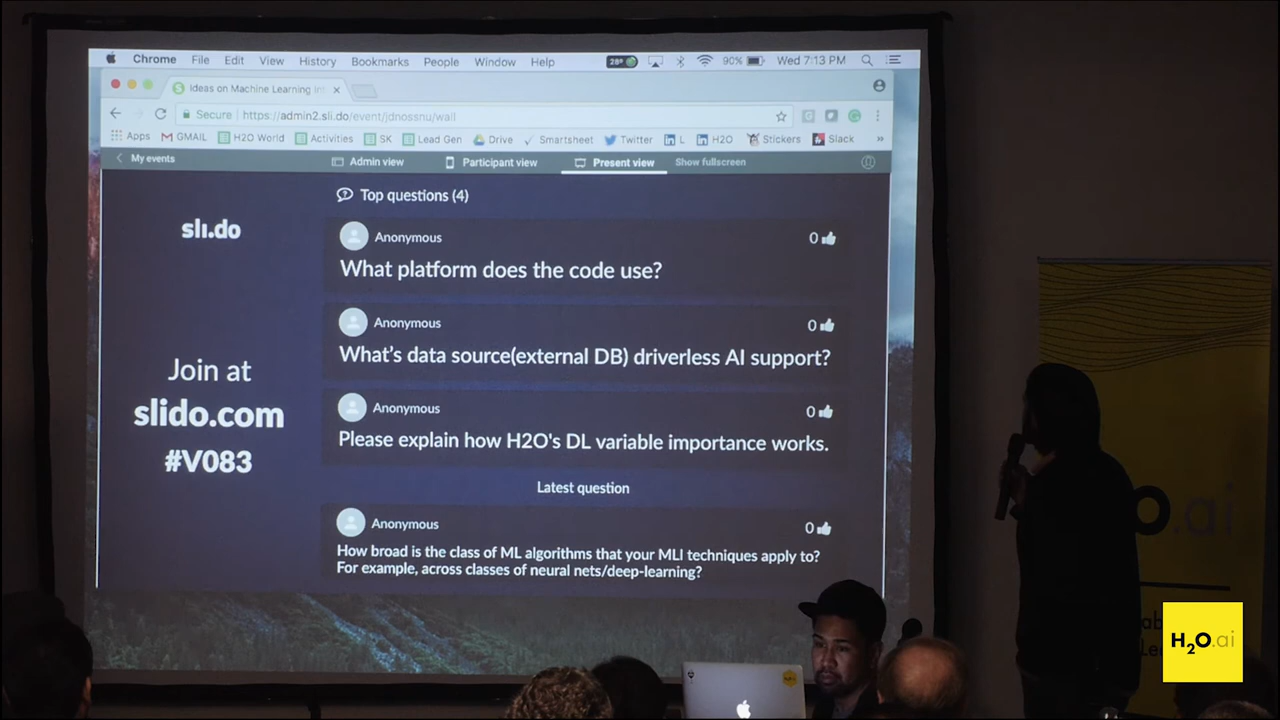 Chrome File Edit View History Bookmarks People Window Help 28° 90% Wed 7:13 PM
Ideas on Machine Learning Int
Secure https://admin2.sli.do/event/jdnossnu/wall
Apps GMAIL H2O World Activities SK Lead Gen Drive Smartsheet Twitter L H2O Stickers Slack »
My events Admin view Participant view Present view Show fullscreen
Top questions (4)
sli.do
Anonymous 0
What platform does the code use?
Anonymous 0
What's data source(external DB) driverless AI support?
Join at
slido.com
#V083
Anonymous 0
Please explain how H2O's DL variable importance works.
Latest question
Anonymous 0
How broad is the class of ML algorithms that your MLI techniques apply to?
For example, across classes of neural nets/deep-learning?
O.ai
H2O.ai